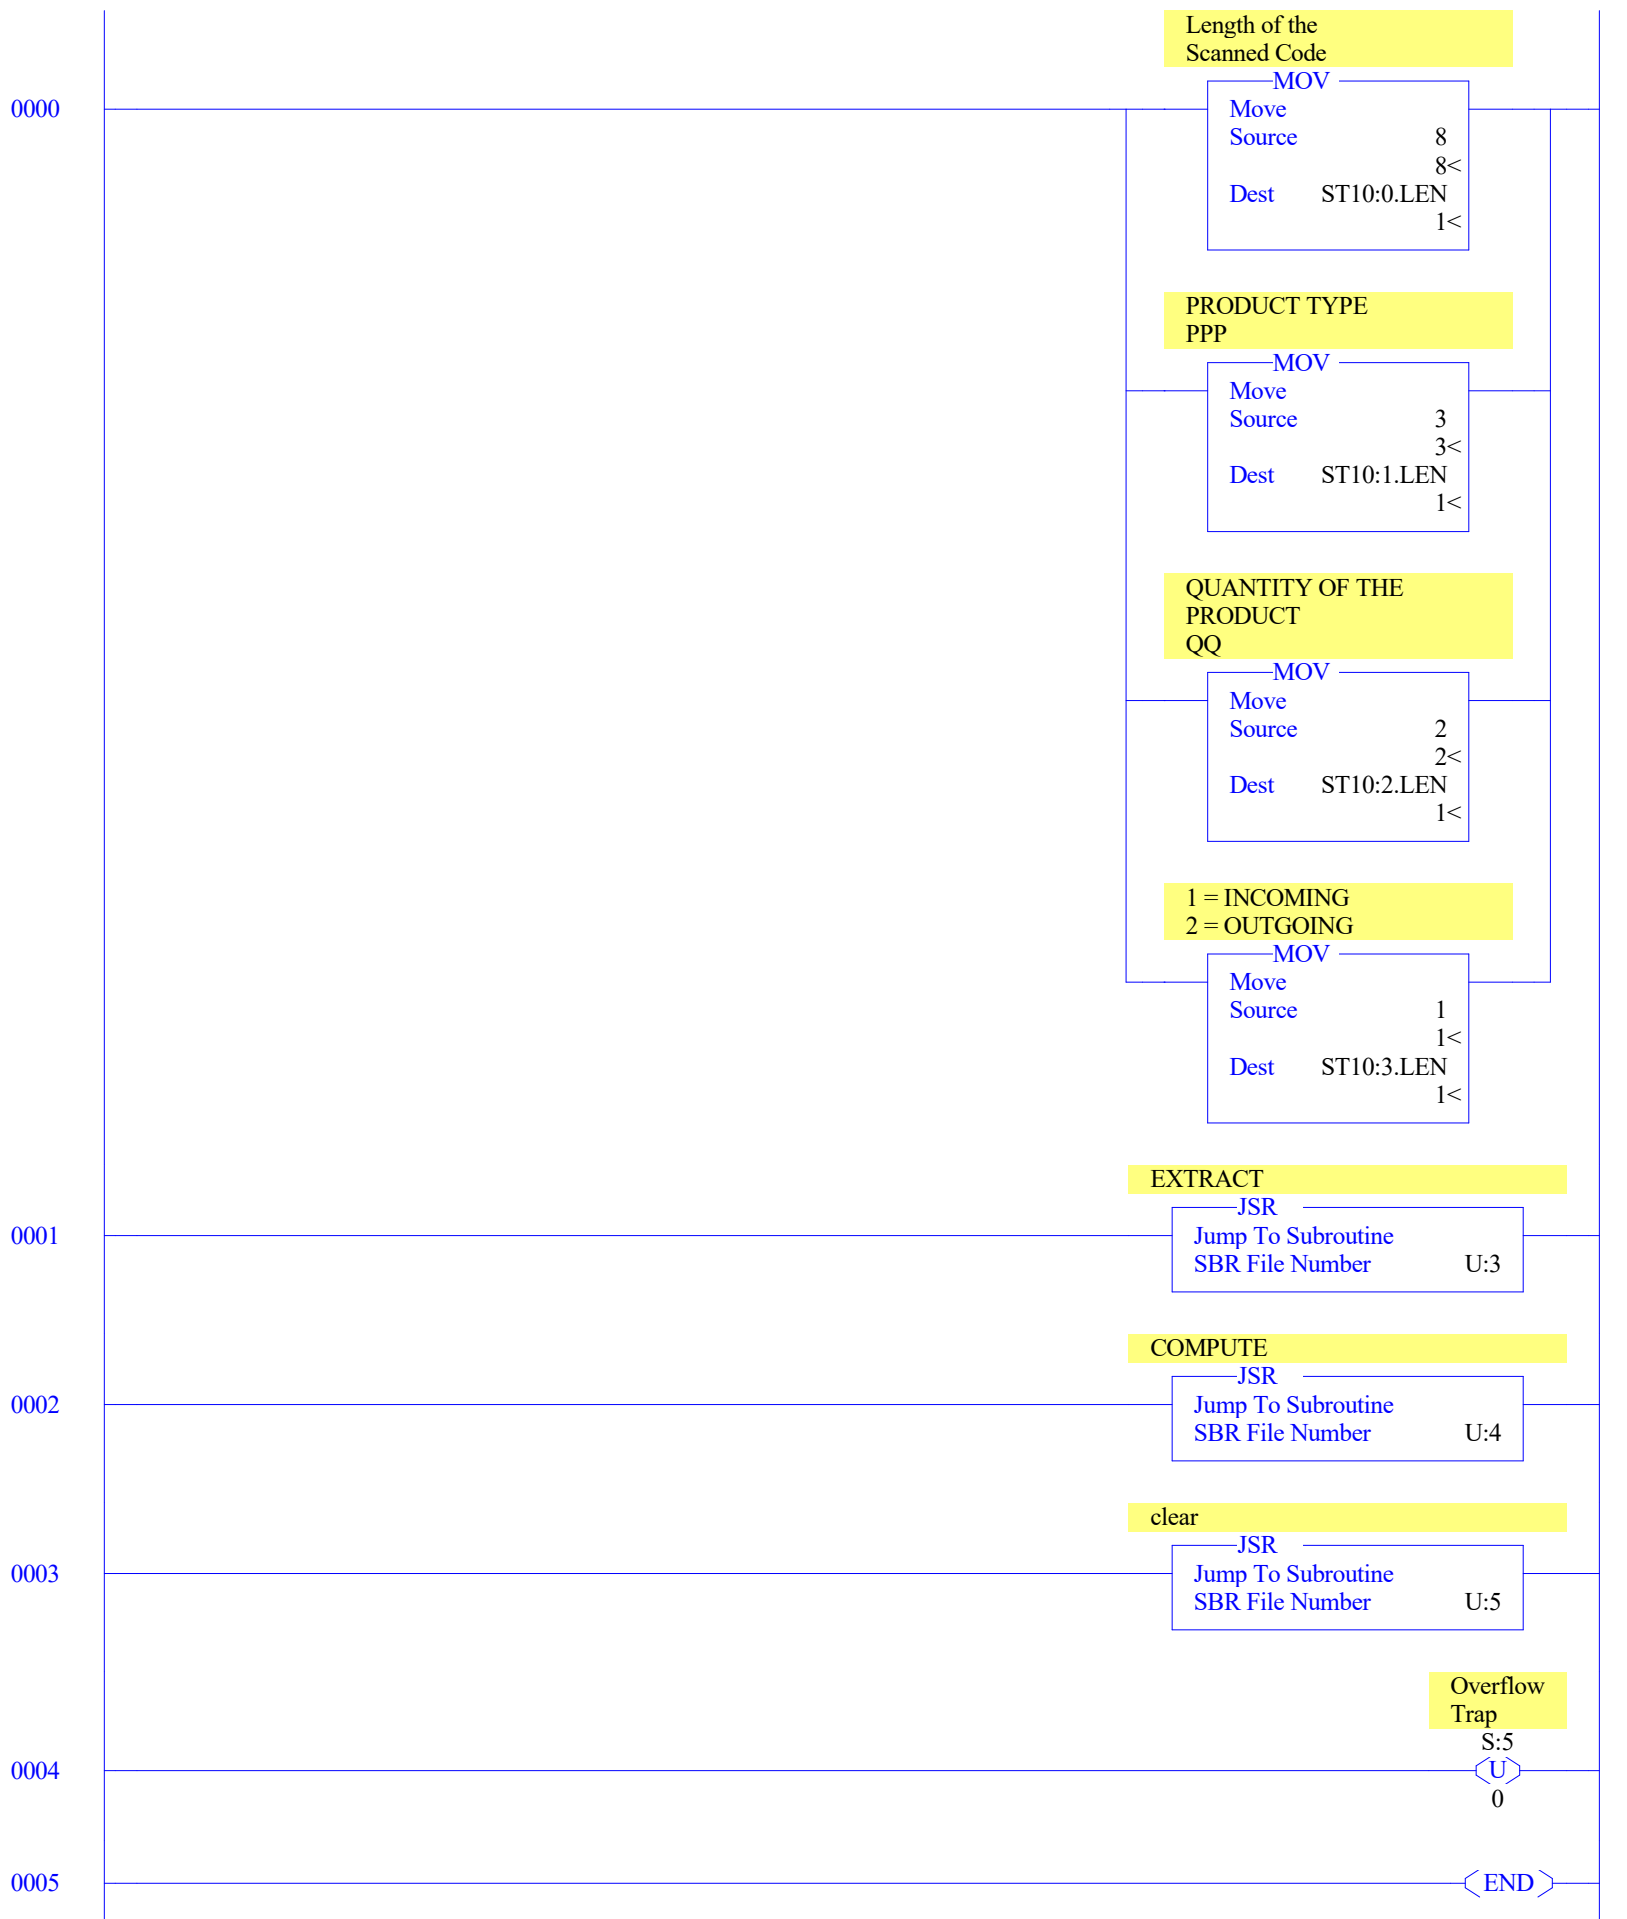 Length of the
Scanned Code
MOV
0000
Move
Source 8
8<
Dest ST10:0.LEN
1<
PRODUCT TYPE
PPP
MOV
Move
Source 3
3<
Dest ST10:1.LEN
1<
QUANTITY OF THE
PRODUCT
QQ
MOV
Move
Source 2
2<
Dest ST10:2.LEN
1<
1 = INCOMING
2 = OUTGOING
MOV
Move
Source 1
1<
Dest ST10:3.LEN
1<
EXTRACT
JSR
0001
Jump To Subroutine
SBR File Number U:3
COMPUTE
JSR
0002
Jump To Subroutine
SBR File Number U:4
clear
JSR
0003
Jump To Subroutine
SBR File Number U:5
Overflow
Trap
S:5
0004 U
0
0005 END